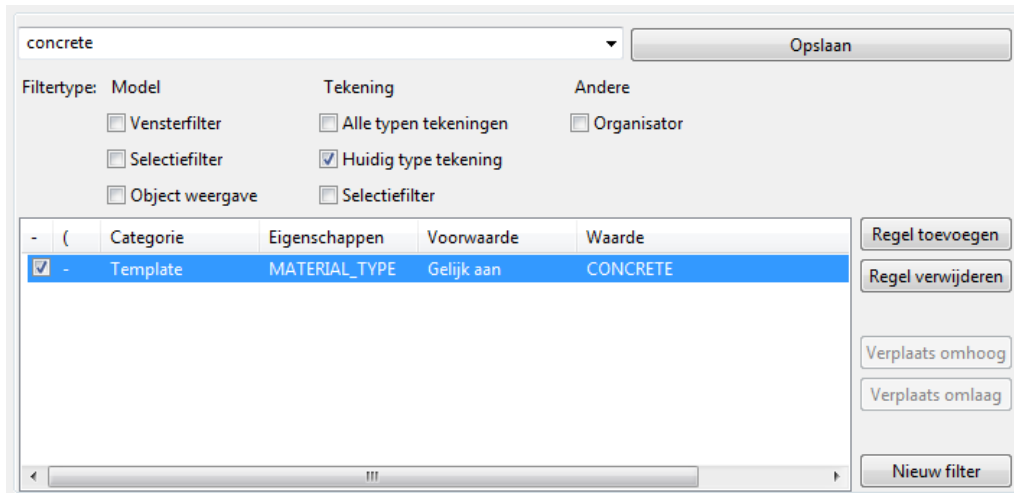 concrete Opslaan
Filtertype: Model Tekening Andere
Vensterfilter Alle typen tekeningen Organisator
Selectiefilter Huidig type tekening
Object weergave Selectiefilter
- ( Categorie Eigenschappen Voorwaarde Waarde Regel toevoegen
- Template MATERIAL_TYPE Gelijk aan CONCRETE Regel verwijderen
Verplaats omhoog
Verplaats omlaag
Nieuw filter